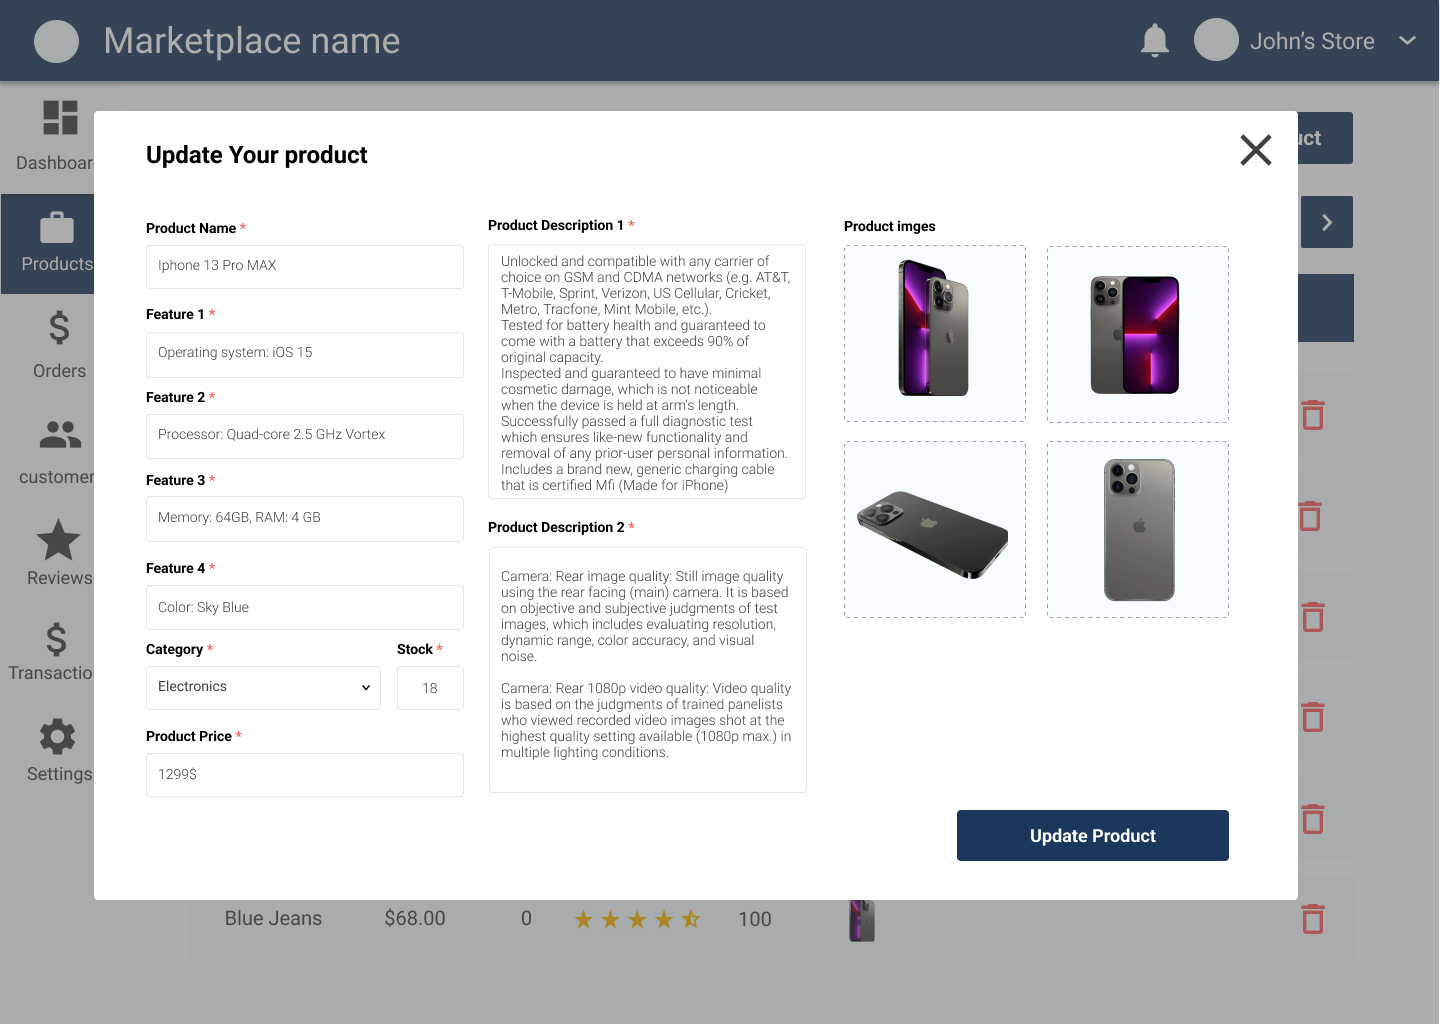 Marketplace name
John’s Store
Dashboar
Products
Orders
customer
Reviews
Transactio
Settings
Update Your product
uct
Product Name *
Iphone 13 Pro MAX
Feature 1 *
Operating system: iOS 15
Feature 2 *
Processor: Quad-core 2.5 GHz Vortex
Feature 3 *
Memory: 64GB, RAM: 4 GB
Feature 4 *
Color: Sky Blue
Category *
Stock *
Electronics
18
Product Price *
1299$
Product Description 1 *
Unlocked and compatible with any carrier of
choice on GSM and CDMA networks (e.g. AT&T,
T-Mobile, Sprint, Verizon, US Cellular, Cricket,
Metro, Tracfone, Mint Mobile, etc.).
Tested for battery health and guaranteed to
come with a battery that exceeds 90% of
original capacity.
Inspected and guaranteed to have minimal
cosmetic damage, which is not noticeable
when the device is held at arm's length.
Successfully passed a full diagnostic test
which ensures like-new functionality and
removal of any prior-user personal information.
Includes a brand new, generic charging cable
that is certified Mfi (Made for iPhone)
Product Description 2 *
Camera: Rear image quality: Still image quality
using the rear facing (main) camera. It is based
on objective and subjective judgments of test
images, which includes evaluating resolution,
dynamic range, color accuracy, and visual
noise.
Camera: Rear 1080p video quality: Video quality
is based on the judgments of trained panelists
who viewed recorded video images shot at the
highest quality setting available (1080p max.) in
multiple lighting conditions.
Product imges
Update Product
Blue Jeans $68.00 0 100